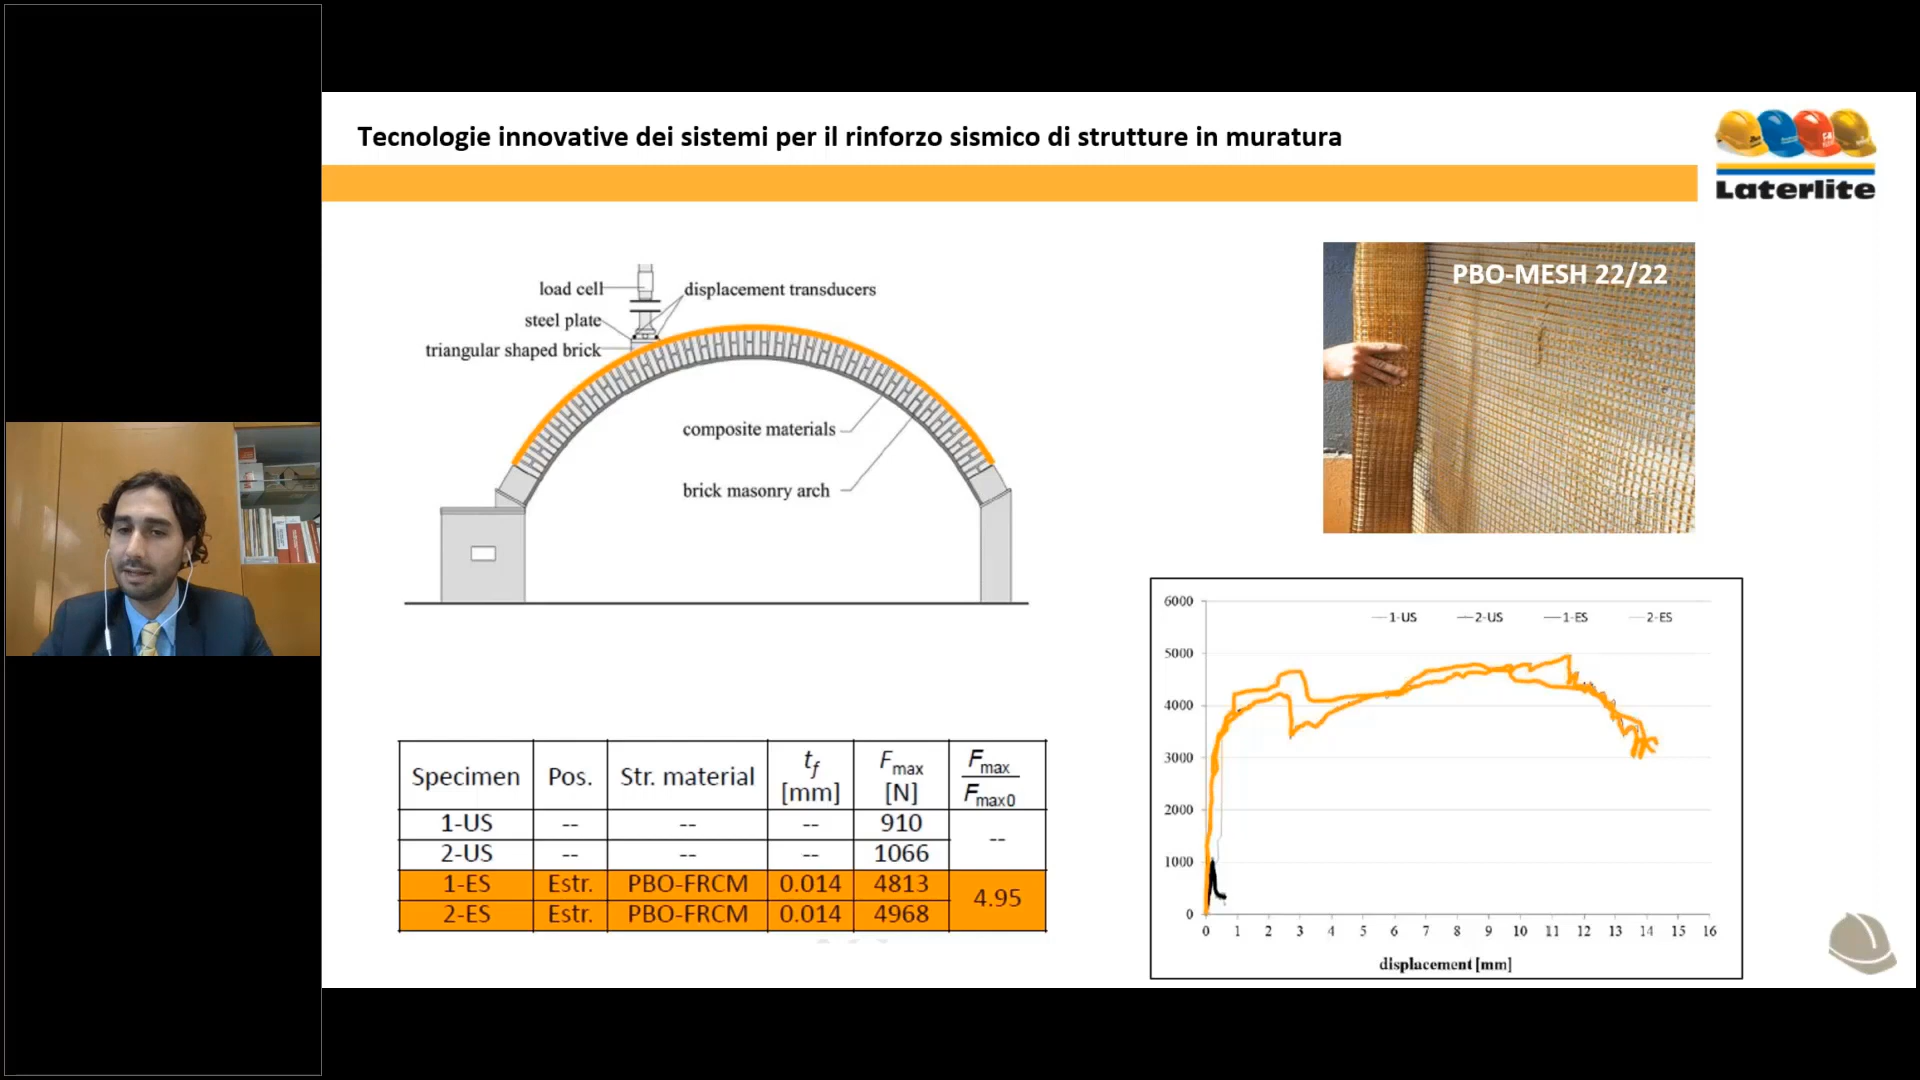 Tecnologie innovative dei sistemi per il rinforzo sismico di strutture in muratura
Laterlite
load cell
displacement transducers
steel plate
triangular shaped brick
composite materials
brick masonry arch
PBO-MESH 22/22
Specimen Pos. Str. material tf [mm] Fmax [N] Fmax/Fmax0
1-US -- -- -- 910 --
2-US -- -- -- 1066
1-ES Estr. PBO-FRCM 0.014 4813 4.95
2-ES Estr. PBO-FRCM 0.014 4968
1-US 2-US 1-ES 2-ES
6000
5000
4000
3000
2000
1000
0
0 1 2 3 4 5 6 7 8 9 10 11 12 13 14 15 16
displacement [mm]